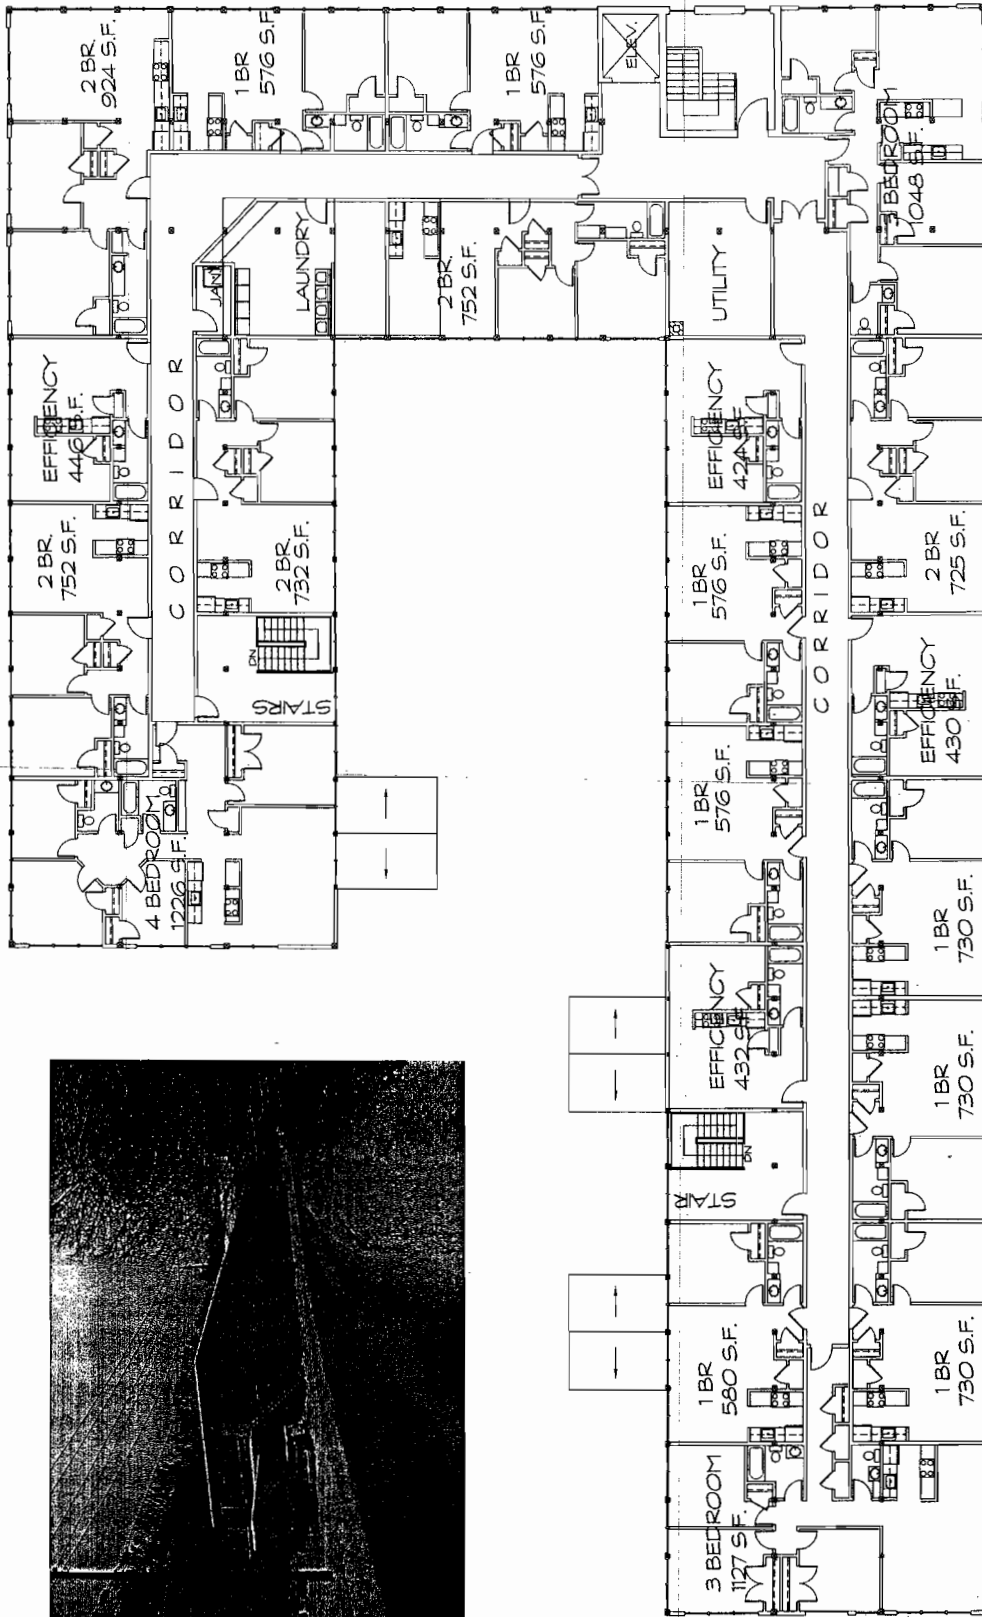 2 BR.
924 S.F.
1 BR
576 S.F.
1 BR
576 S.F
ELEV.
3 BEDROOM
1048 S.F.
JAN.
LAUNDRY
2 BR.
752 S.F.
UTILITY
EFFICIENCY
446 S.F.
CORRIDOR
EFFICIENCY
424 S.F
2 BR.
752 S.F.
2 BR.
732 S.F.
1 BR
576 S.F.
CORRIDOR
2 BR
725 S.F.
DN
STAIRS
EFFICIENCY
430 S.F.
1 BR
576 S.F.
4 BEDROOM
1226 S.F.
1 BR
730 S.F.
EFFICIENCY
432 S.F
1 BR
730 S.F.
DN
STAIR
1 BR
580 S.F.
1 BR
730 S.F.
3 BEDROOM
1127 S.F.